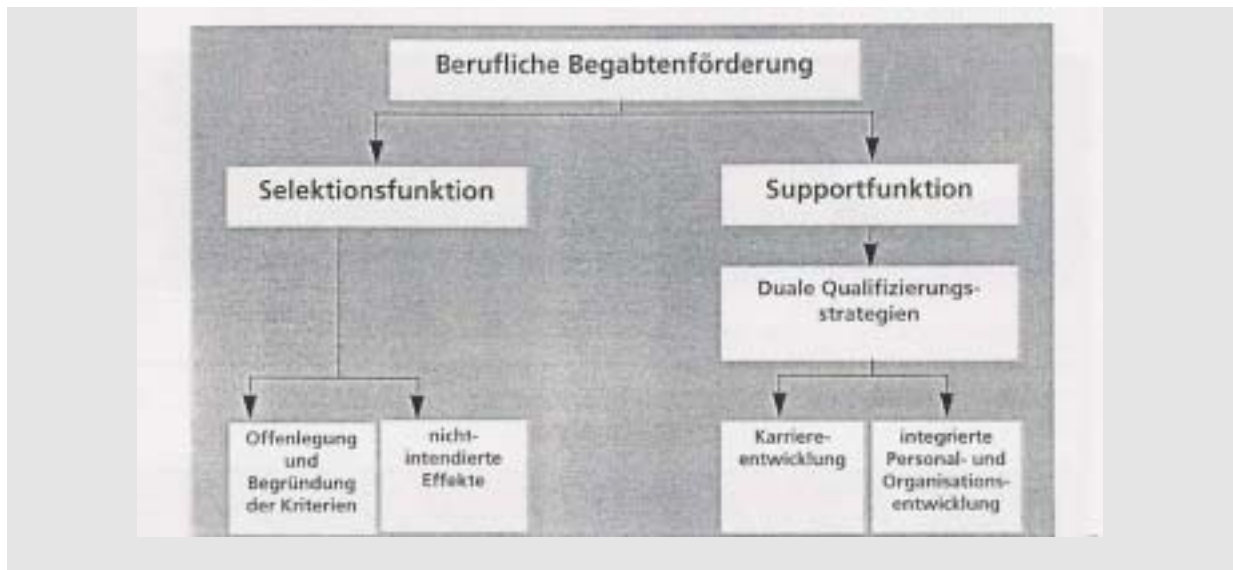 Berufliche Begabtenförderung
Selektionsfunktion
Supportfunktion
Duale Qualifizierungs-
strategien
Offenlegung
und
Begründung
der Kriterien
nicht-
intendierte
Effekte
Karriere-
entwicklung
integrierte
Personal- und
Organisations-
entwicklung